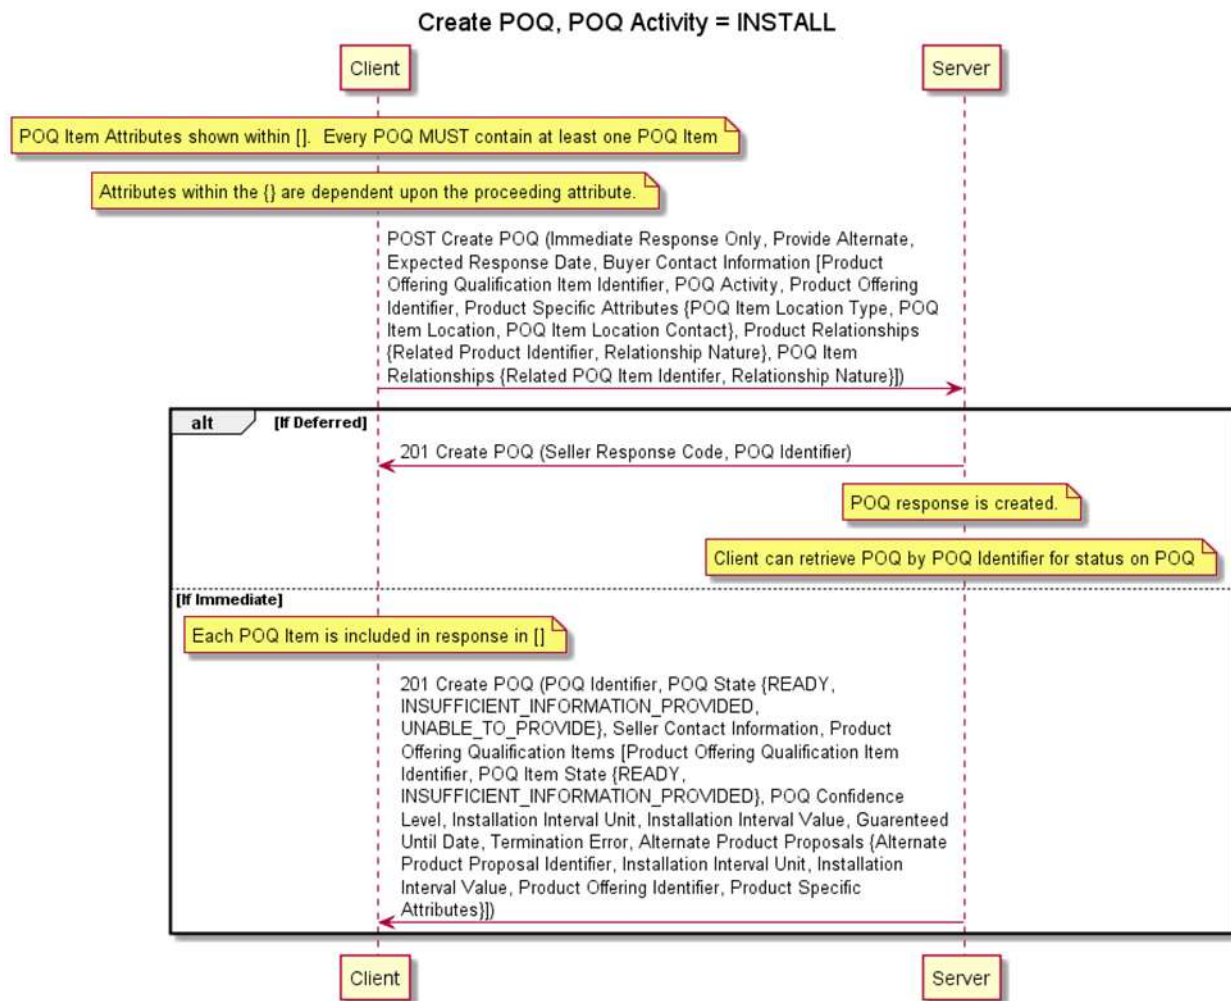 Create POQ, POQ Activity = INSTALL
Client
Server
POQ Item Attributes shown within []. Every POQ MUST contain at least one POQ Item
Attributes within the {} are dependent upon the proceeding attribute.
POST Create POQ (Immediate Response Only, Provide Alternate,
Expected Response Date, Buyer Contact Information [Product
Offering Qualification Item Identifier, POQ Activity, Product Offering
Identifier, Product Specific Attributes {POQ Item Location Type, POQ
Item Location, POQ Item Location Contact}, Product Relationships
{Related Product Identifier, Relationship Nature}, POQ Item
Relationships {Related POQ Item Identifer, Relationship Nature}])
alt
[If Deferred]
201 Create POQ (Seller Response Code, POQ Identifier)
POQ response is created.
Client can retrieve POQ by POQ Identifier for status on POQ
[If Immediate]
Each POQ Item is included in response in []
201 Create POQ (POQ Identifier, POQ State {READY,
INSUFFICIENT_INFORMATION_PROVIDED,
UNABLE_TO_PROVIDE}, Seller Contact Information, Product
Offering Qualification Items [Product Offering Qualification Item
Identifier, POQ Item State {READY,
INSUFFICIENT_INFORMATION_PROVIDED}, POQ Confidence
Level, Installation Interval Unit, Installation Interval Value, Guarenteed
Until Date, Termination Error, Alternate Product Proposals {Alternate
Product Proposal Identifier, Installation Interval Unit, Installation
Interval Value, Product Offering Identifier, Product Specific
Attributes}])
Client
Server